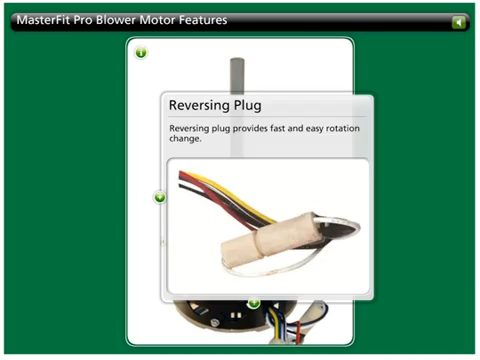 MasterFit Pro Blower Motor Features
Reversing Plug
Reversing plug provides fast and easy rotation
change.